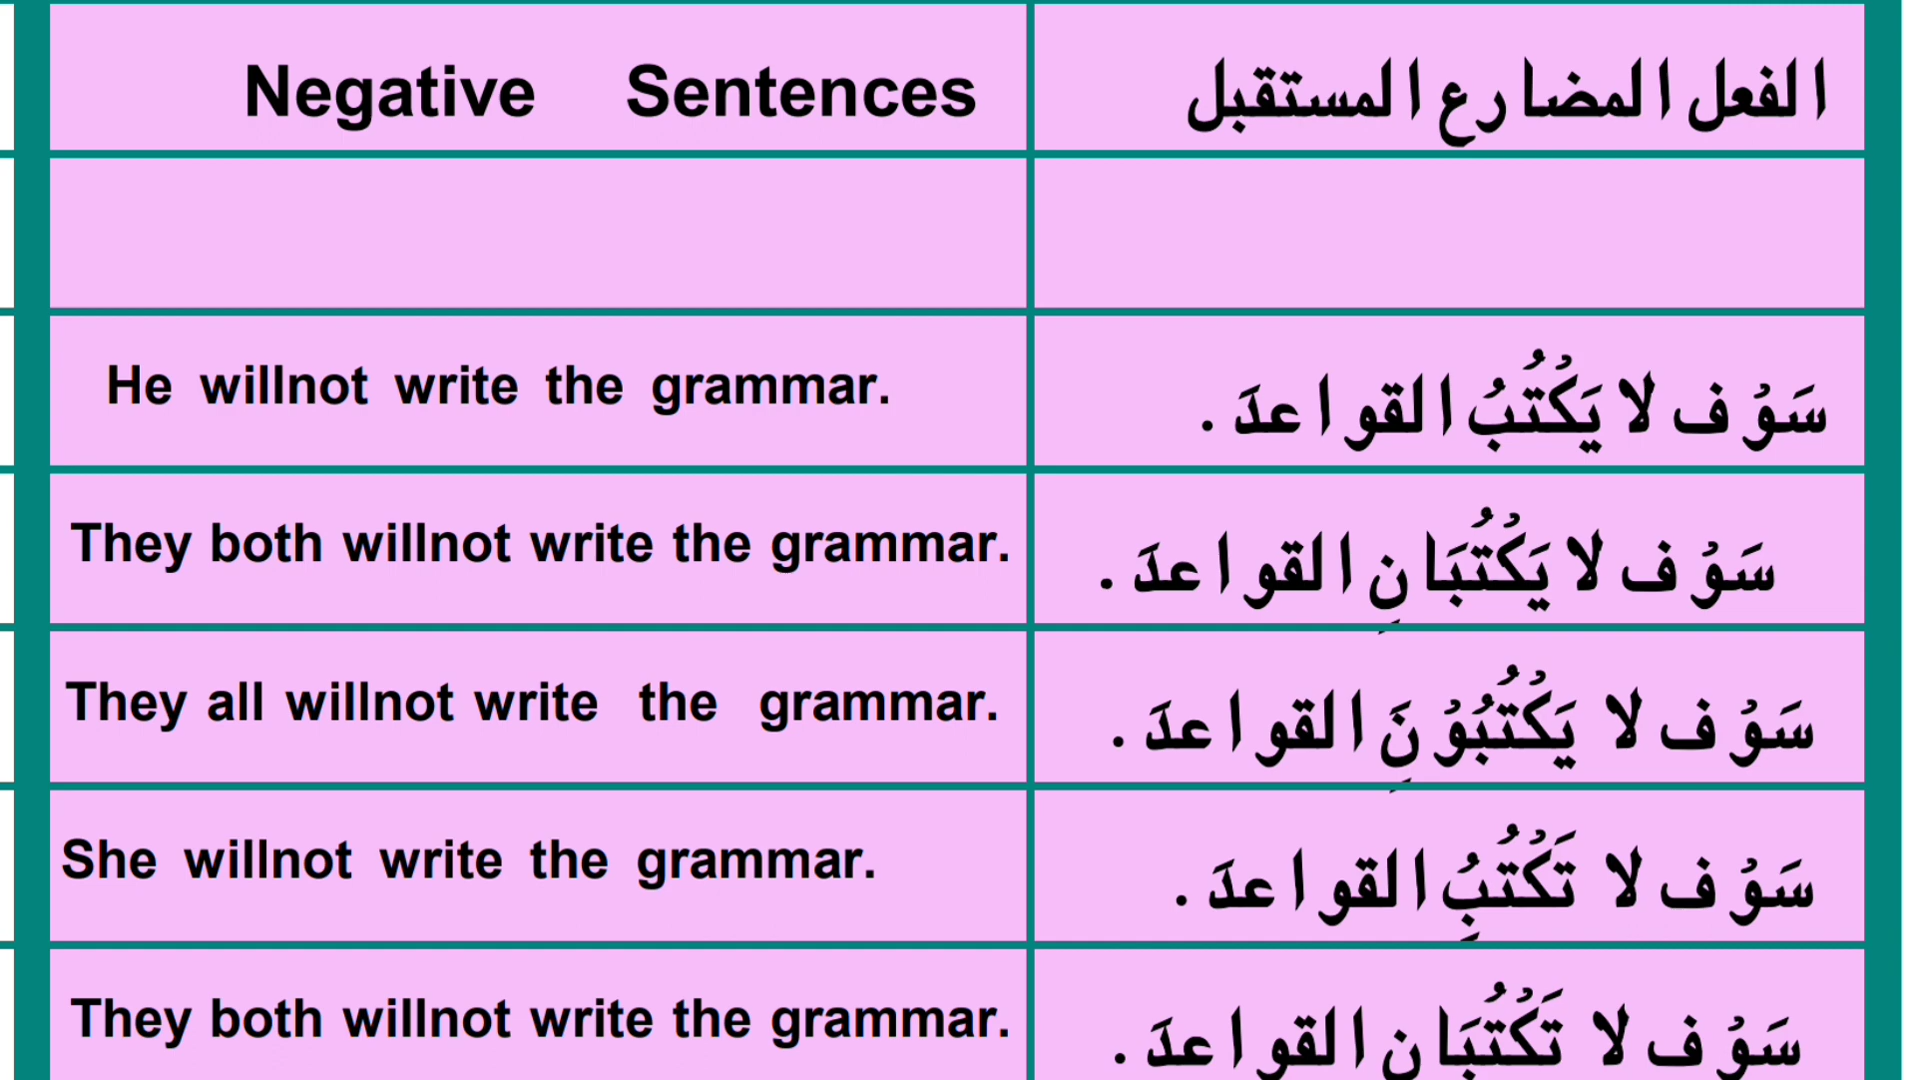 Negative Sentences
الفعل المضارع المستقبل
He willnot write the grammar.
سَوُف لا يَكْتُبُ القواعدَ .
They both willnot write the grammar.
سَوُف لا يَكْتُبَانِ القواعدَ .
They all willnot write the grammar.
سَوُف لا يَكْتُبُوُنَ القواعدَ .
She willnot write the grammar.
سَوُف لا تَكْتُبُ القواعدَ .
They both willnot write the grammar.
سَوُف لا تَكْتُبَانِ القواعدَ .